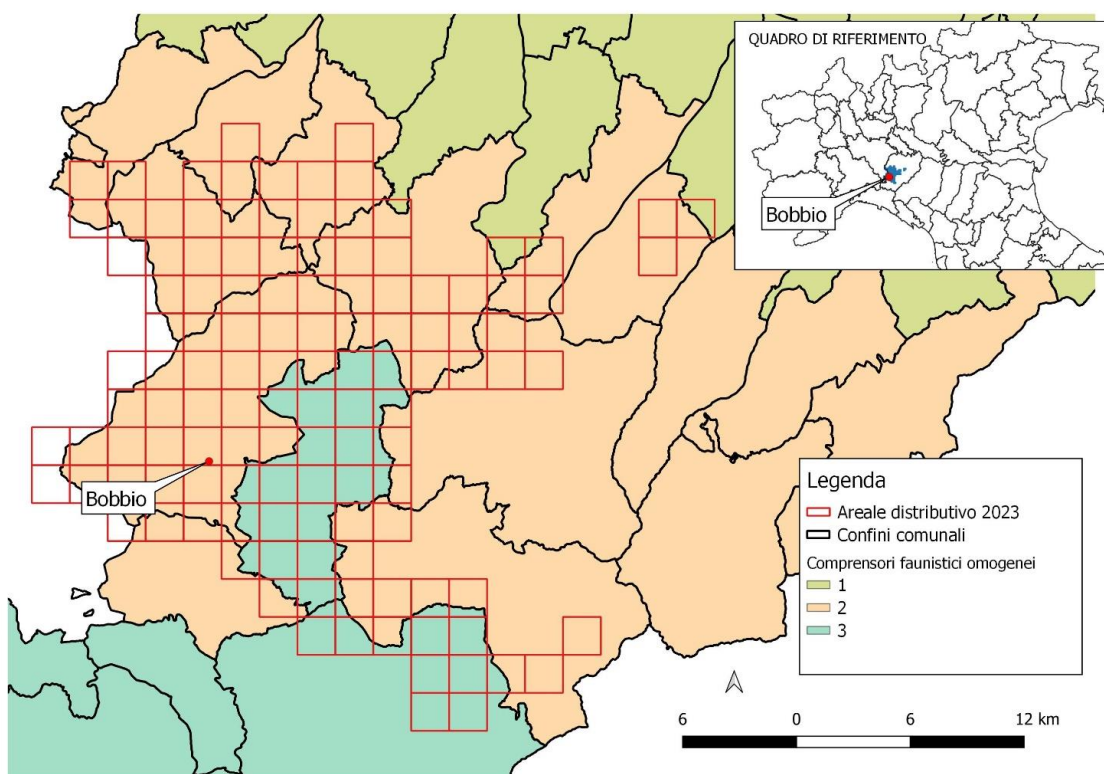 QUADRO DI RIFERIMENTO
Bobbio
Bobbio
Legenda
Areale distributivo 2023
Confini comunali
Comprensori faunistici omogenei
1
2
3
6 0 6 12 km